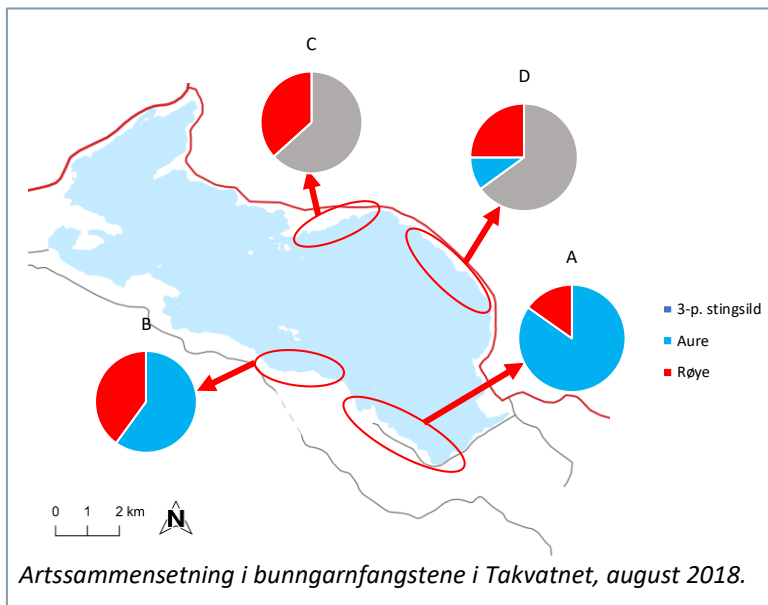 C
D
A
B
3-p. stingsild
Aure
Røye
0 1 2 km
N
Artssammensetning i bunngarnfangstene i Takvatnet, august 2018.